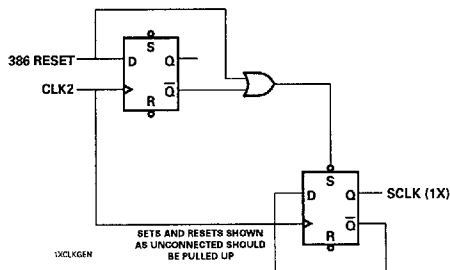 S
386 RESET
D
Q
CLK2
Q
R
S
D
Q
SCLK (1X)
Q
R
SETS AND RESETS SHOWN
AS UNCONNECTED SHOULD
BE PULLED UP
1XCLKGEN